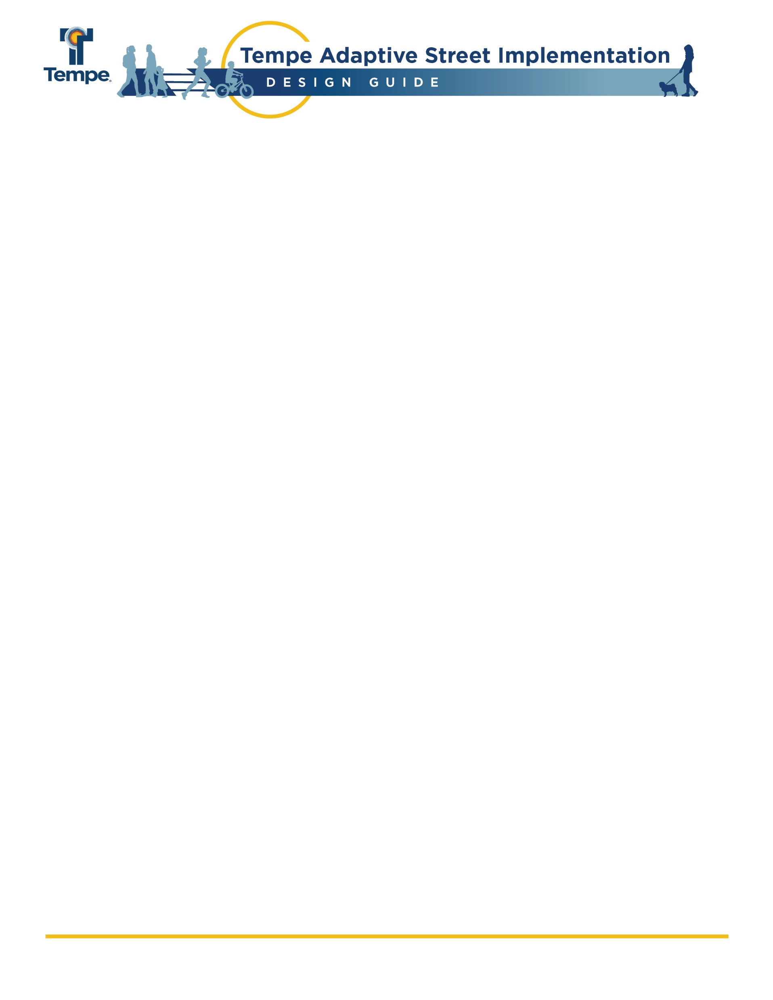 Tempe
Tempe Adaptive Street Implementation
DESIGN GUIDE